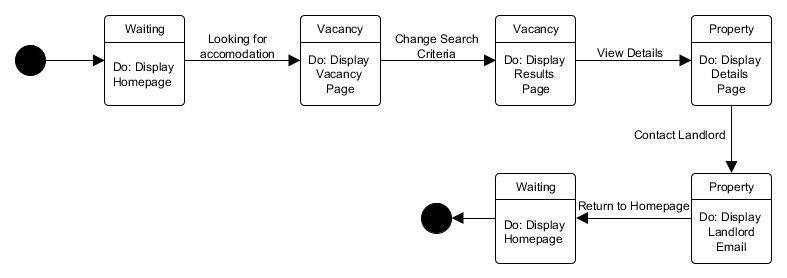 Waiting
Do: Display
Homepage
Looking for
accomodation
Vacancy
Do: Display
Vacancy
Page
Change Search
Criteria
Vacancy
Do: Display
Results
Page
View Details
Property
Do: Display
Details
Page
Contact Landlord
Property
Do: Display
Landlord
Email
Return to Homepage
Waiting
Do: Display
Homepage